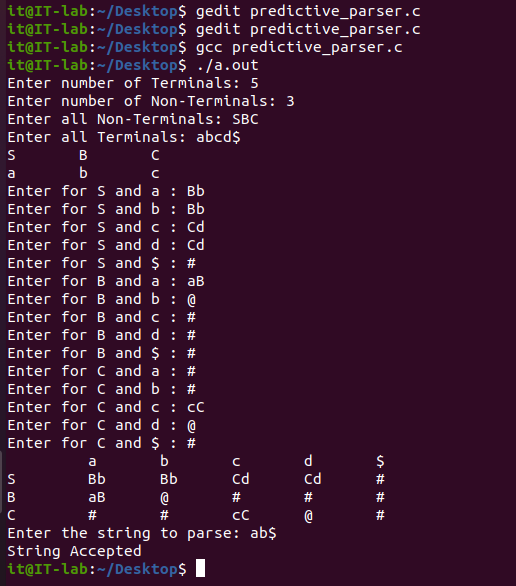 it@IT-lab:~/Desktop$ gedit predictive_parser.c
it@IT-lab:~/Desktop$ gedit predictive_parser.c
it@IT-lab:~/Desktop$ gcc predictive_parser.c
it@IT-lab:~/Desktop$ ./a.out
Enter number of Terminals: 5
Enter number of Non-Terminals: 3
Enter all Non-Terminals: SBC
Enter all Terminals: abcd$
S B C
a b c
Enter for S and a : Bb
Enter for S and b : Bb
Enter for S and c : Cd
Enter for S and d : Cd
Enter for S and $ : #
Enter for B and a : aB
Enter for B and b : @
Enter for B and c : #
Enter for B and d : #
Enter for B and $ : #
Enter for C and a : #
Enter for C and b : #
Enter for C and c : cC
Enter for C and d : @
Enter for C and $ : #
a b c d $
S Bb Bb Cd Cd #
B aB @ # # #
C # # cC @ #
Enter the string to parse: ab$
String Accepted
it@IT-lab:~/Desktop$